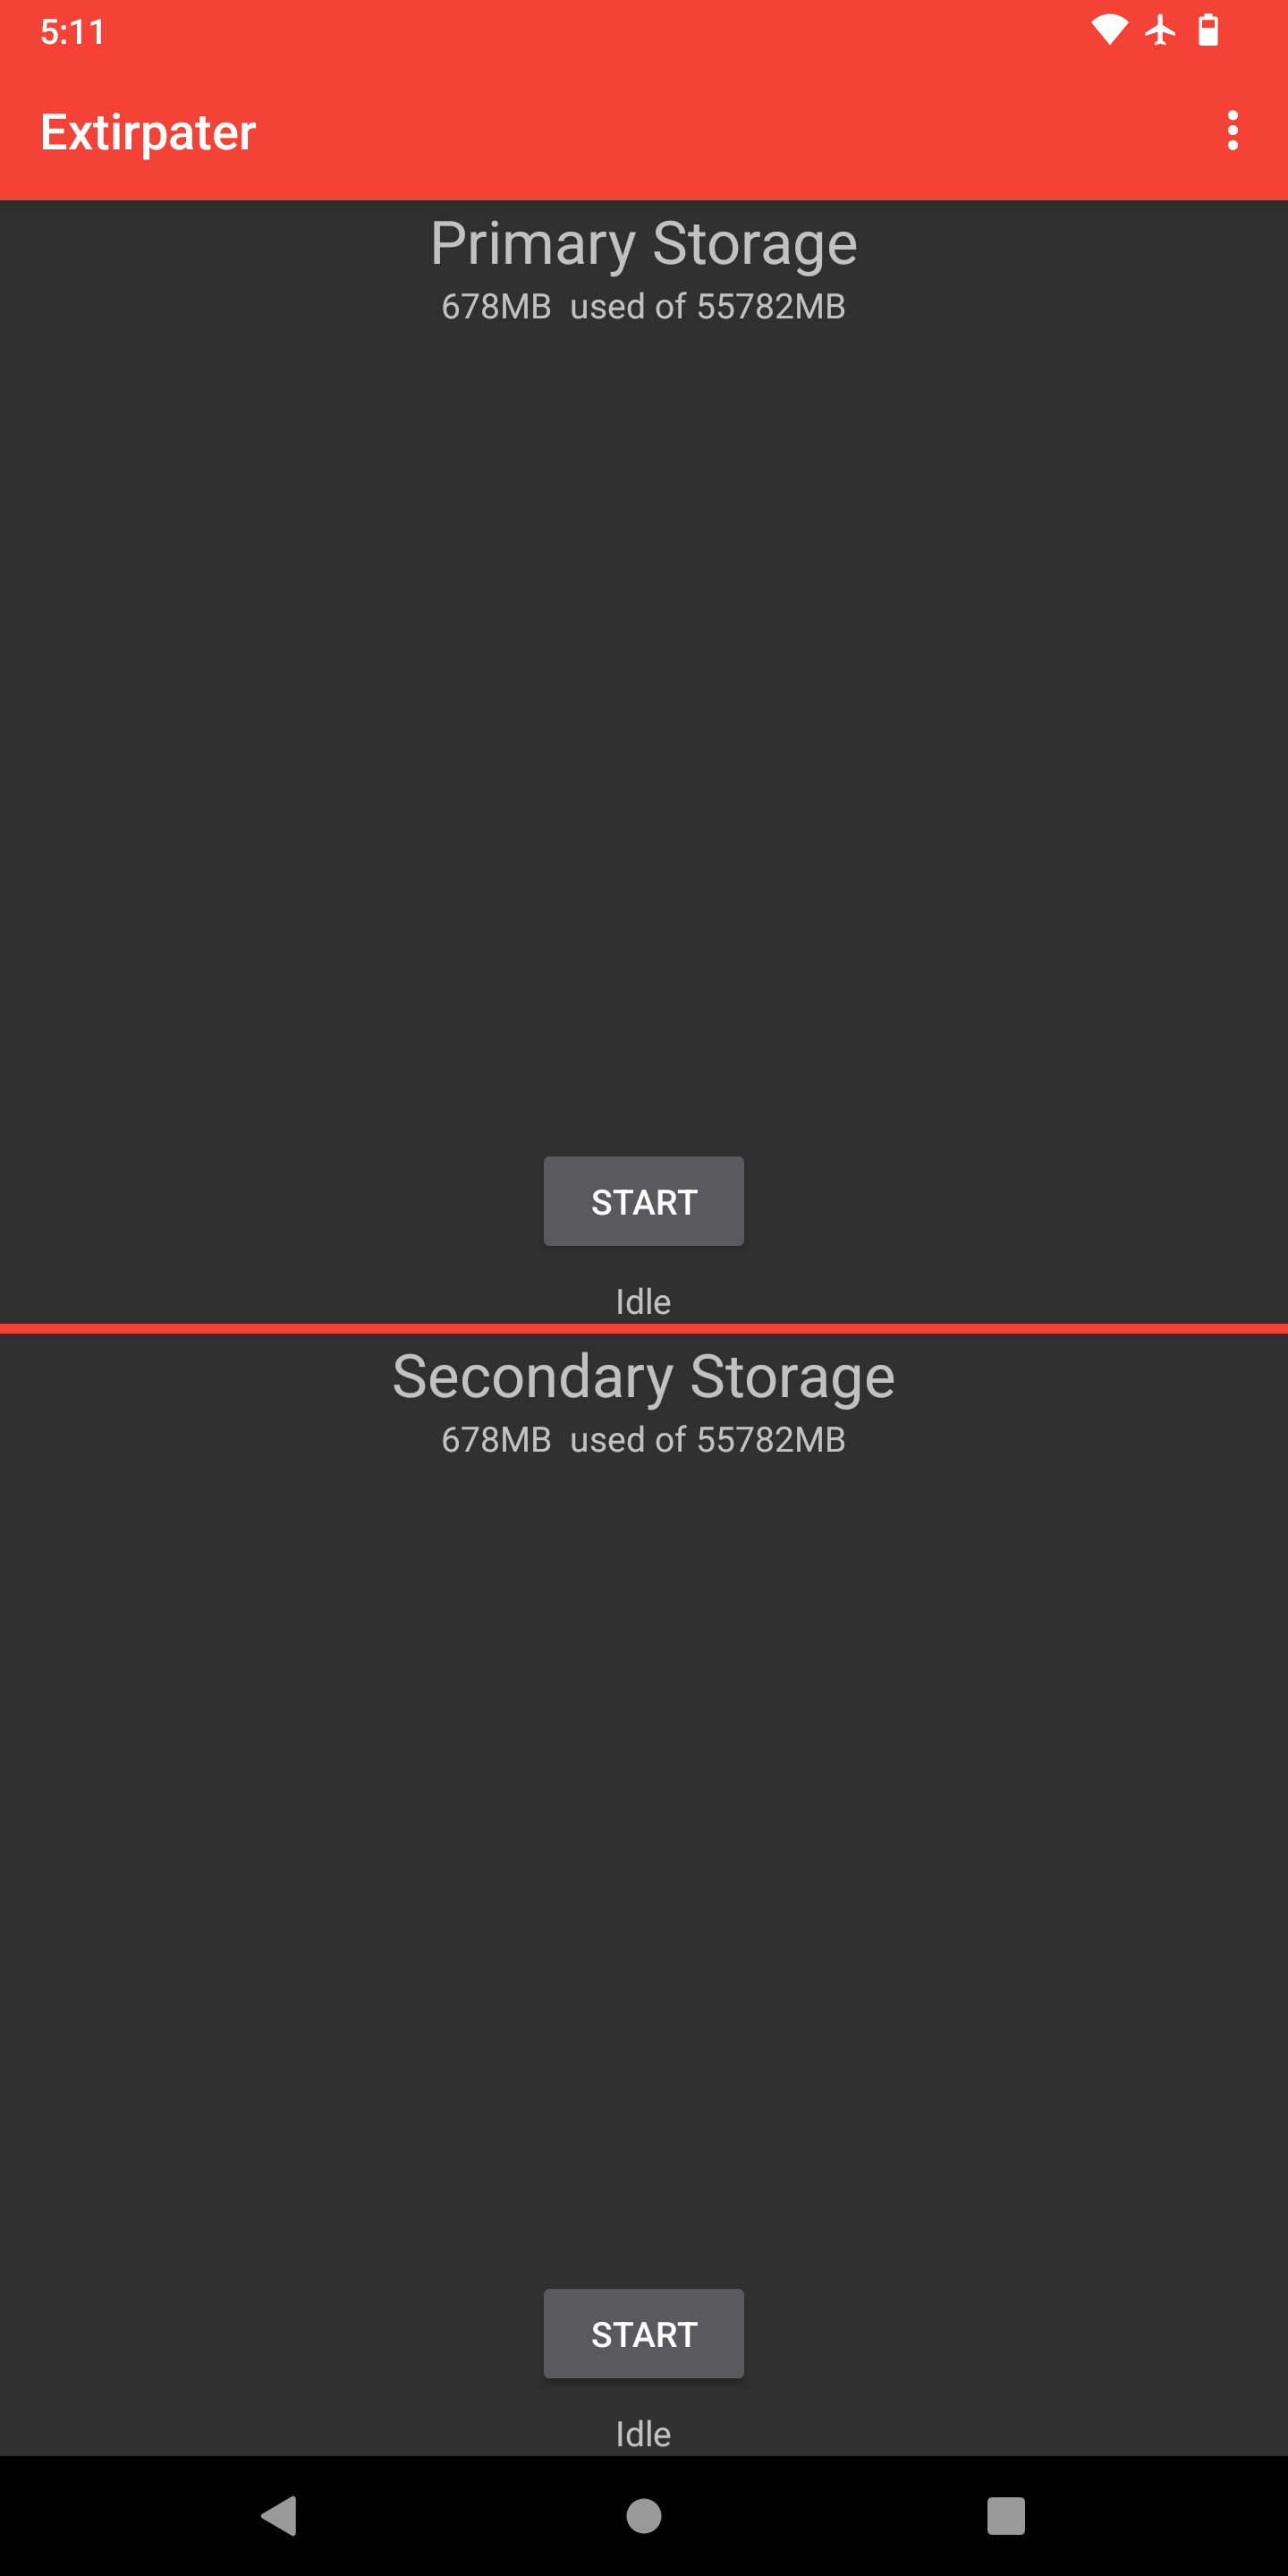 5:11
Extirpater
Primary Storage
678MB  used of 55782MB
START
Idle
Secondary Storage
678MB  used of 55782MB
START
Idle